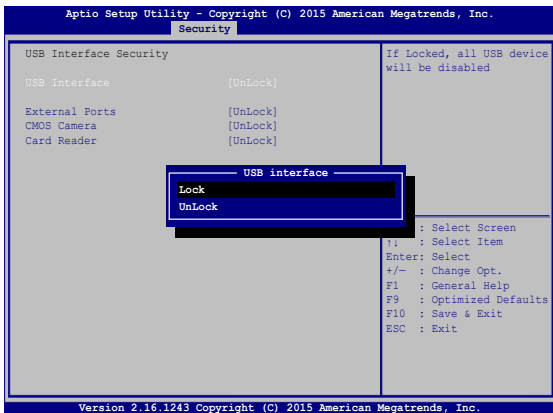 Aptio Setup Utility - Copyright (C) 2015 American Megatrends, Inc.
Security
USB Interface Security
USB Interface [UnLock]
External Ports [UnLock]
CMOS Camera [UnLock]
Card Reader [UnLock]
If Locked, all USB device
will be disabled
USB interface
Lock
UnLock
: Select Screen
↑↓ : Select Item
Enter: Select
+/— : Change Opt.
F1 : General Help
F9 : Optimized Defaults
F10 : Save & Exit
ESC : Exit
Version 2.16.1243 Copyright (C) 2015 American Megatrends, Inc.